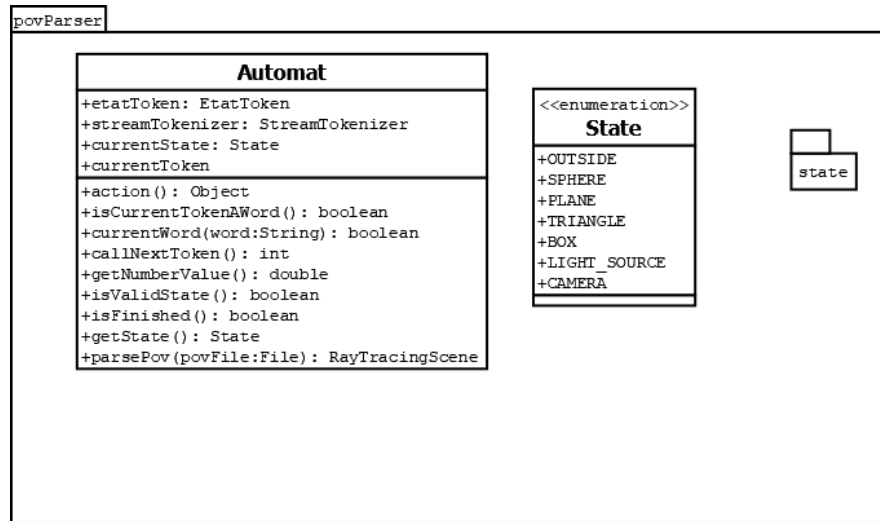 povParser
Automat
+etatToken: EtatToken
+streamTokenizer: StreamTokenizer
+currentState: State
+currentToken
+action(): Object
+isCurrentTokenAWord(): boolean
+currentWord(word:String): boolean
+callNextToken(): int
+getNumberValue(): double
+isValidState(): boolean
+isFinished(): boolean
+getState(): State
+parsePov(povFile:File): RayTracingScene
<<enumeration>>
State
+OUTSIDE
+SPHERE
+PLANE
+TRIANGLE
+BOX
+LIGHT_SOURCE
+CAMERA
state